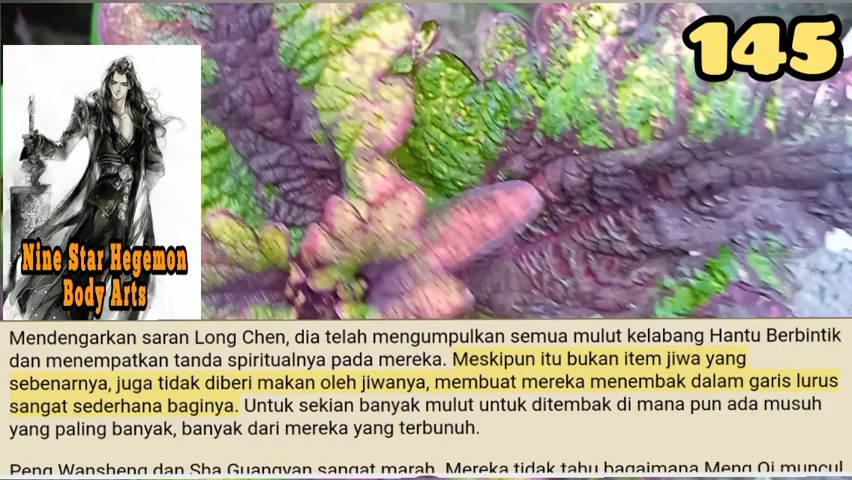 145
Nine Star Hegemon
Body Arts
Mendengarkan saran Long Chen, dia telah mengumpulkan semua mulut kelabang Hantu Berbintik
dan menempatkan tanda spiritualnya pada mereka. Meskipun itu bukan item jiwa yang
sebenarnya, juga tidak diberi makan oleh jiwanya, membuat mereka menembak dalam garis lurus
sangat sederhana baginya. Untuk sekian banyak mulut untuk ditembak di mana pun ada musuh
yang paling banyak, banyak dari mereka yang terbunuh.
Peng Wansheng dan Sha Guangyan sangat marah. Mereka tidak tahu bagaimana Meng Qi muncul